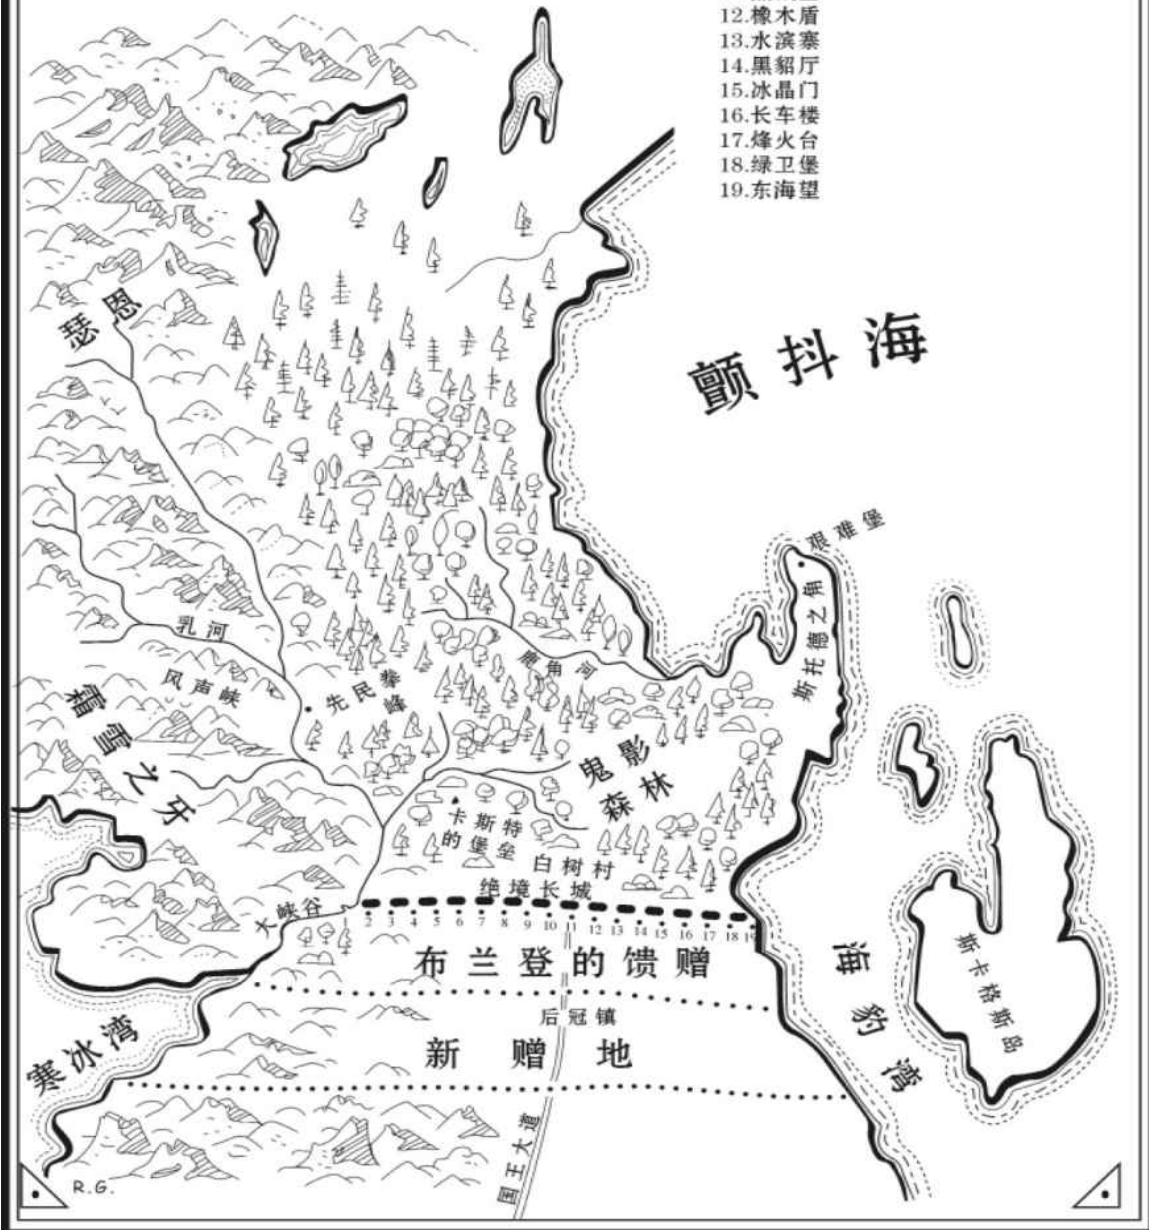 12.橡木盾
13.水滨寨
14.黑貂厅
15.冰晶门
16.长车楼
17.烽火台
18.绿卫堡
19.东海望
瑟恩
颤抖海
艰难堡
斯托德之角
乳河
风声峡
先民拳峰
鹿角河
霜雪之牙
鬼影
森林
卡斯特
的堡垒
白树村
绝境长城
大峡谷
2 3 4 5 6 7 8 9 10 11 12 13 14 15 16 17 18 19
布兰登的馈赠
海豹湾
斯卡格斯岛
后冠镇
新赠地
寒冰湾
国王大道
R.G.